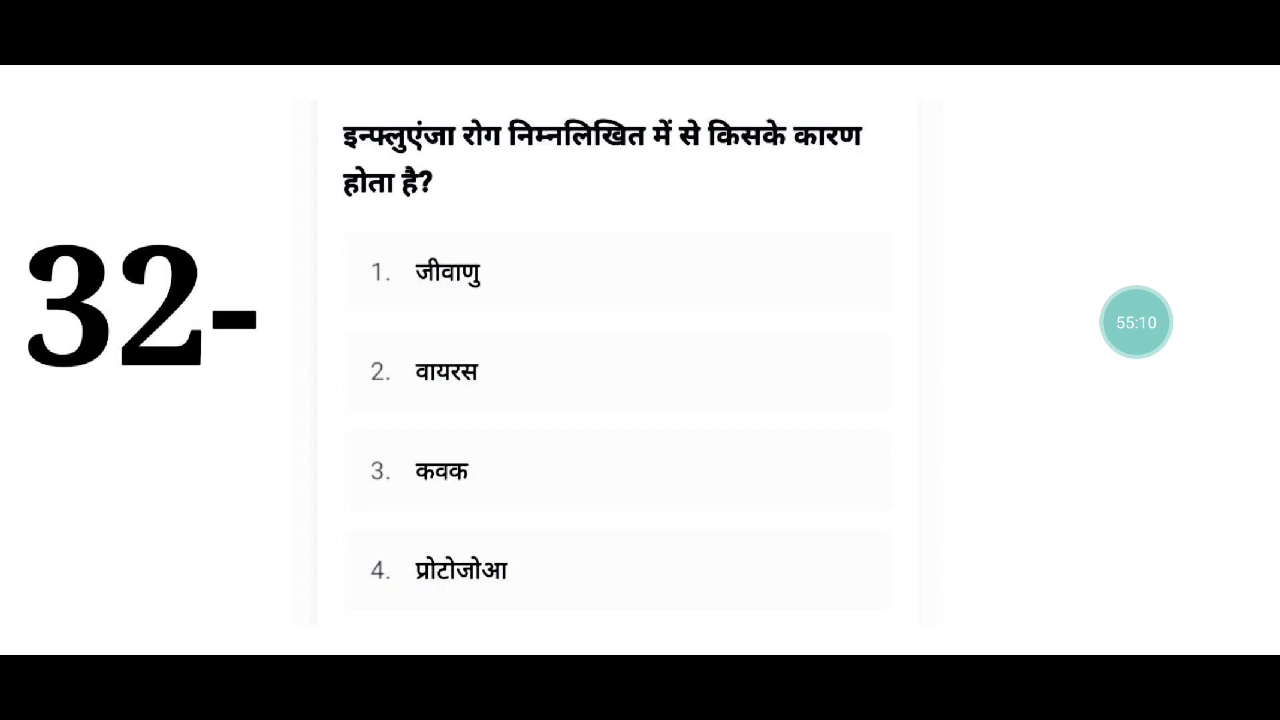 इन्फ्लुएंजा रोग निम्नलिखित में से किसके कारण
होता है?
32-
1. जीवाणु
2. वायरस
3. कवक
4. प्रोटोजोआ
55:10